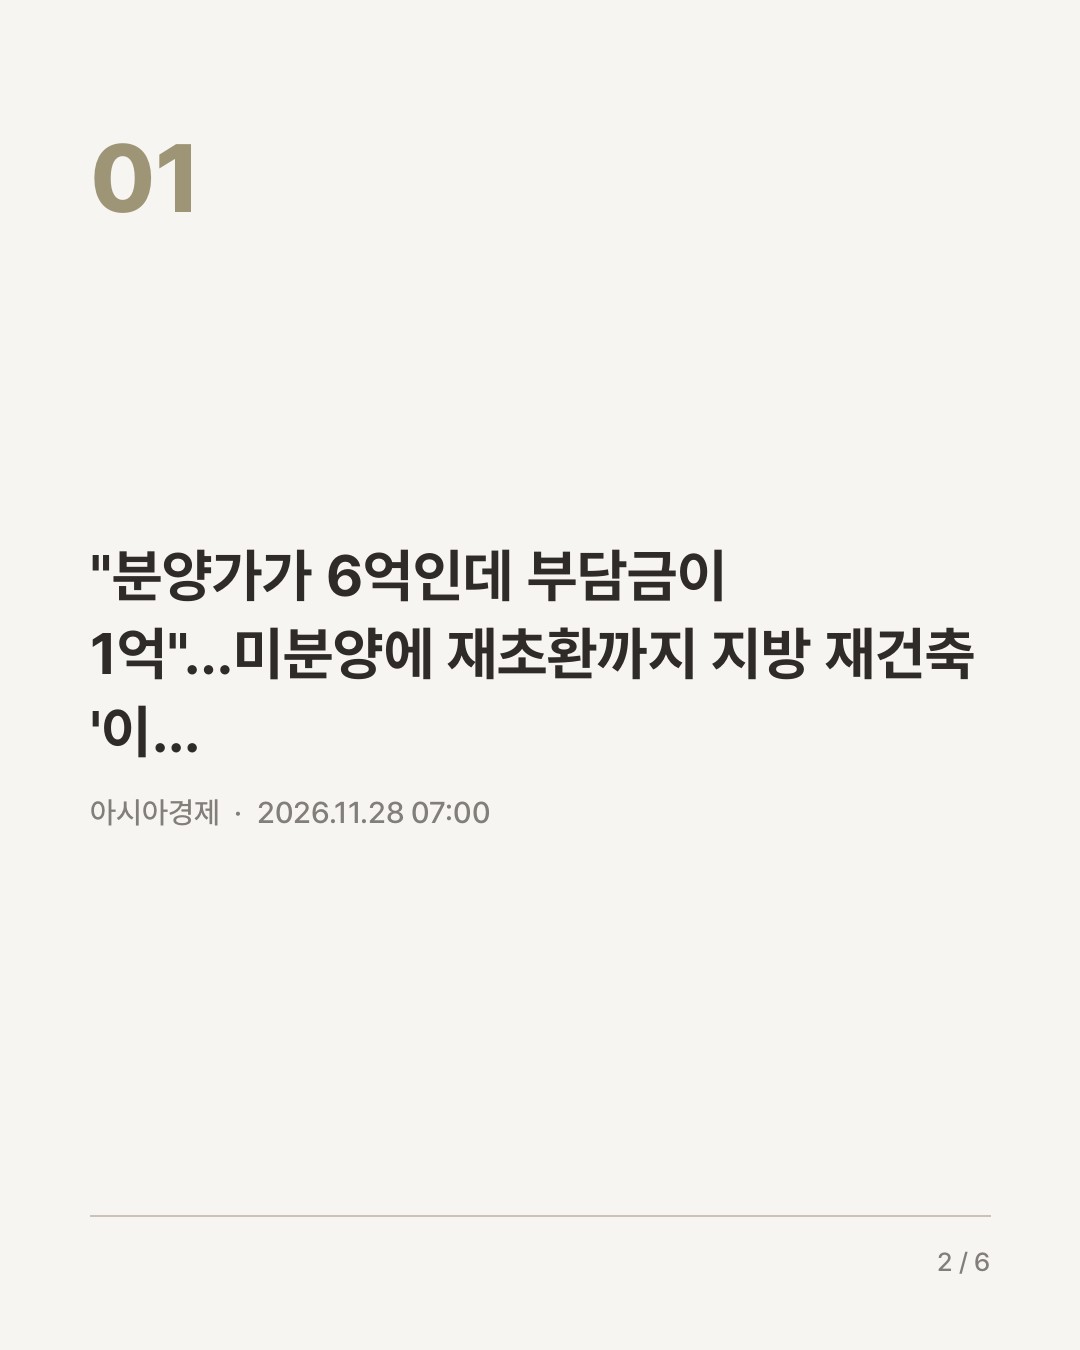 01
"분양가가 6억인데 부담금이
1억"...미분양에 재초환까지 지방 재건축
'이...
아시아경제 · 2026.11.28 07:00
2 / 6